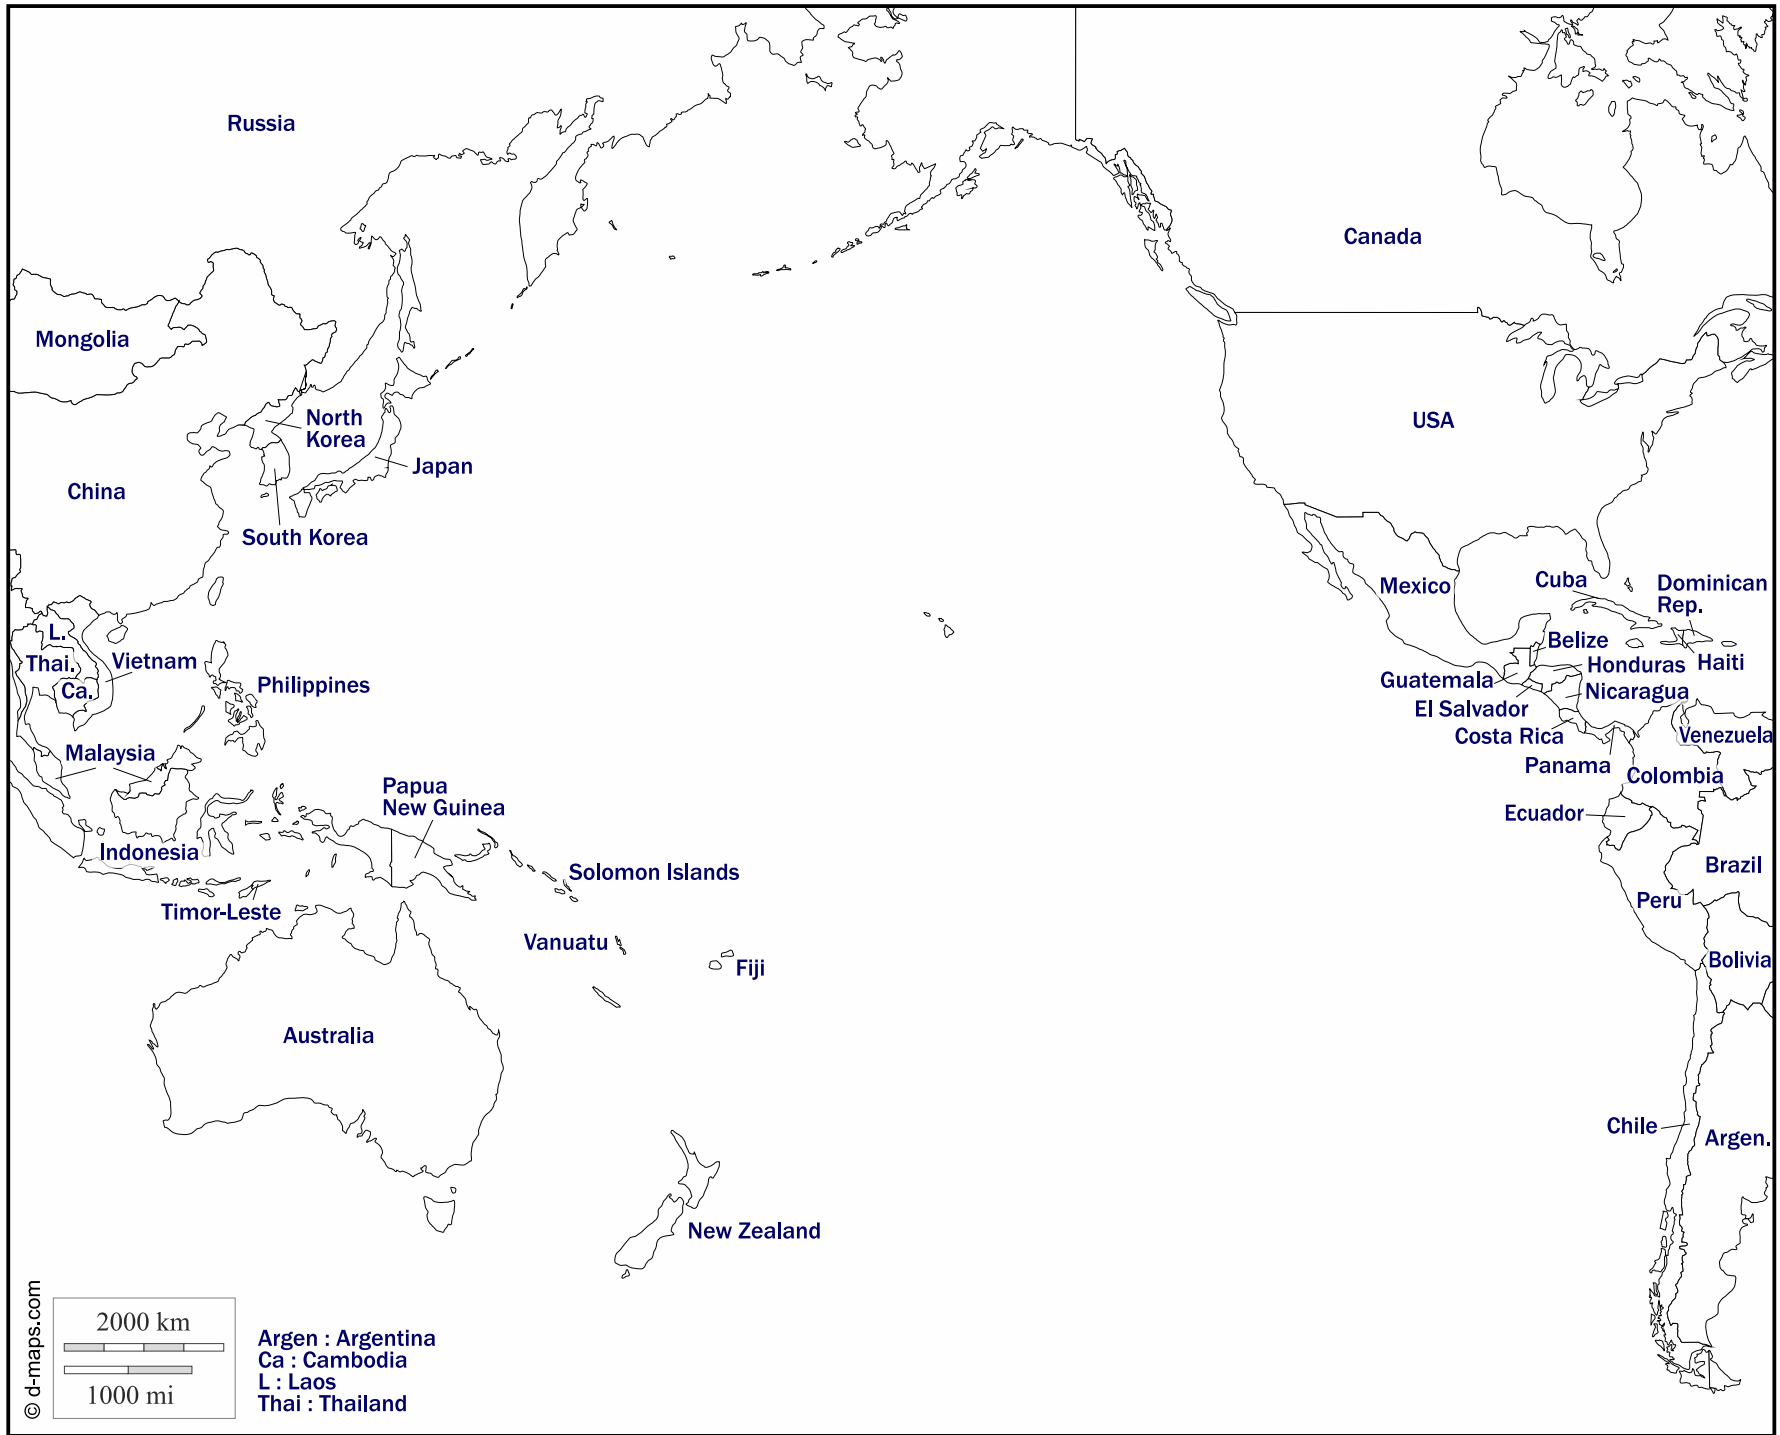 Russia
Canada
Mongolia
North
Korea
USA
Japan
China
South Korea
Mexico
Cuba
Dominican
Rep.
L.
Belize
Thai.
Vietnam
Honduras
Haiti
Ca.
Philippines
Guatemala
Nicaragua
El Salvador
Costa Rica
Venezuela
Malaysia
Panama
Colombia
Papua
New Guinea
Ecuador
Indonesia
Brazil
Solomon Islands
Timor-Leste
Peru
Vanuatu
Fiji
Bolivia
Australia
Chile
Argen.
New Zealand
© d-maps.com
2000 km
1000 mi
Argen : Argentina
Ca : Cambodia
L : Laos
Thai : Thailand